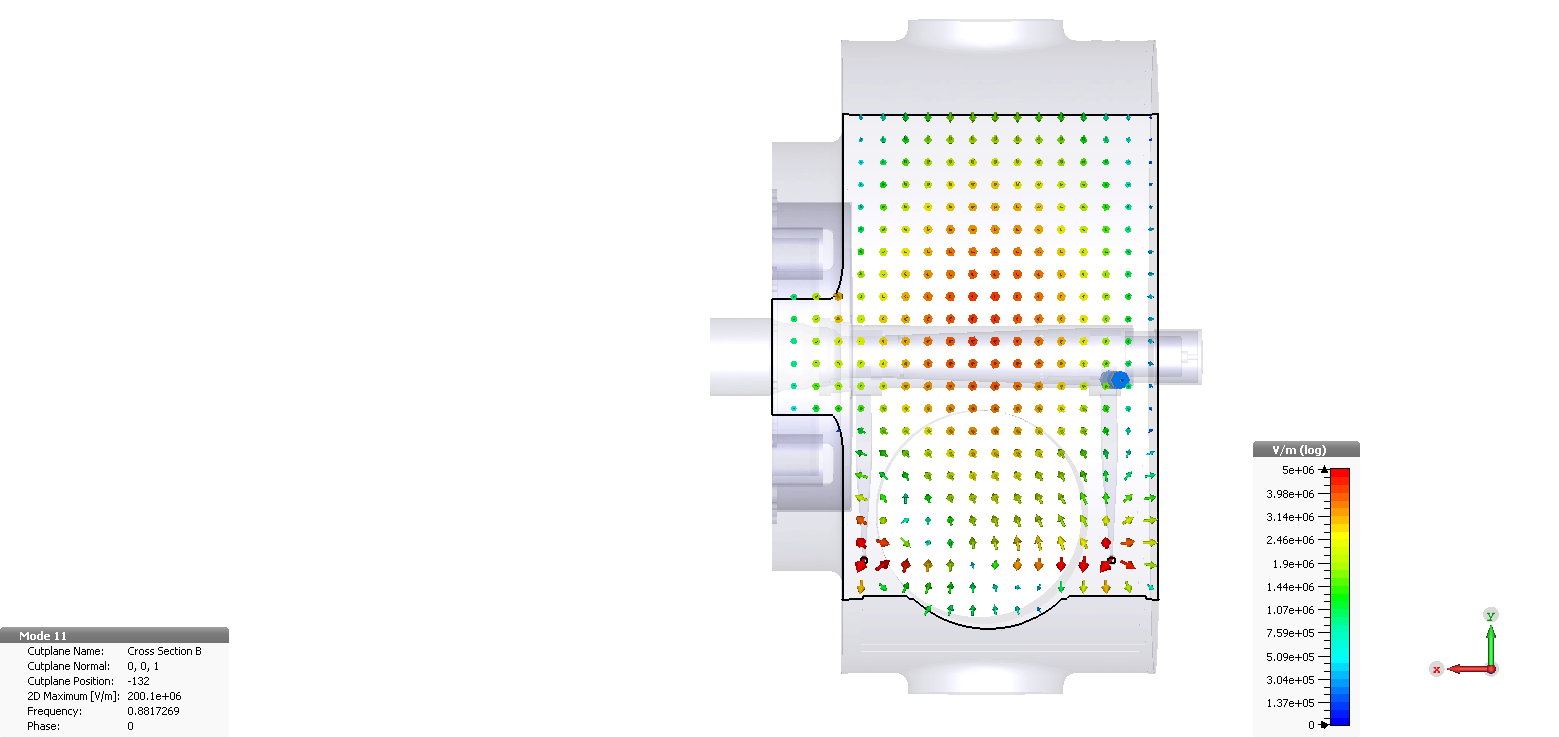 V/m (log)
5e+06
3.98e+06
3.14e+06
2.46e+06
1.9e+06
1.44e+06
1.07e+06
7.59e+05
5.09e+05
3.04e+05
1.37e+05
0
Y
x
Mode 11
Cutplane Name: Cross Section B
Cutplane Normal: 0, 0, 1
Cutplane Position: -132
2D Maximum [V/m]: 200.1e+06
Frequency: 0.8817269
Phase: 0